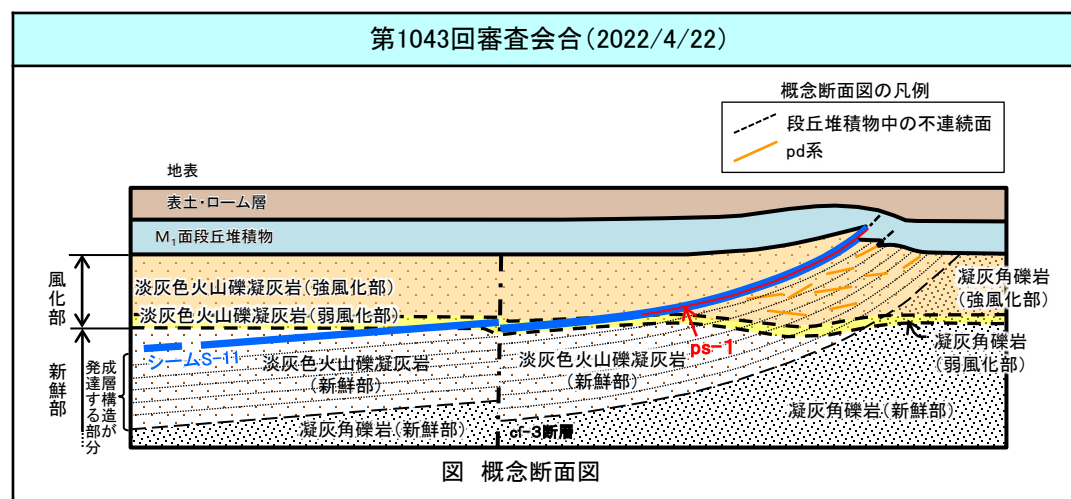 第1043回審査会合(2022/4/22)
概念断面図の凡例
段丘堆積物中の不連続面
pd系
地表
表土・ローム層
M₁面段丘堆積物
風化部
淡灰色火山礫凝灰岩(強風化部)
淡灰色火山礫凝灰岩(弱風化部)
凝灰角礫岩
(強風化部)
シームS-11
ps-1
凝灰角礫岩
(弱風化部)
新鮮部
成層構造が
発達する部分
淡灰色火山礫凝灰岩
(新鮮部)
淡灰色火山礫凝灰岩
(新鮮部)
凝灰角礫岩(新鮮部)
凝灰角礫岩(新鮮部)
cf-3断層
図 概念断面図